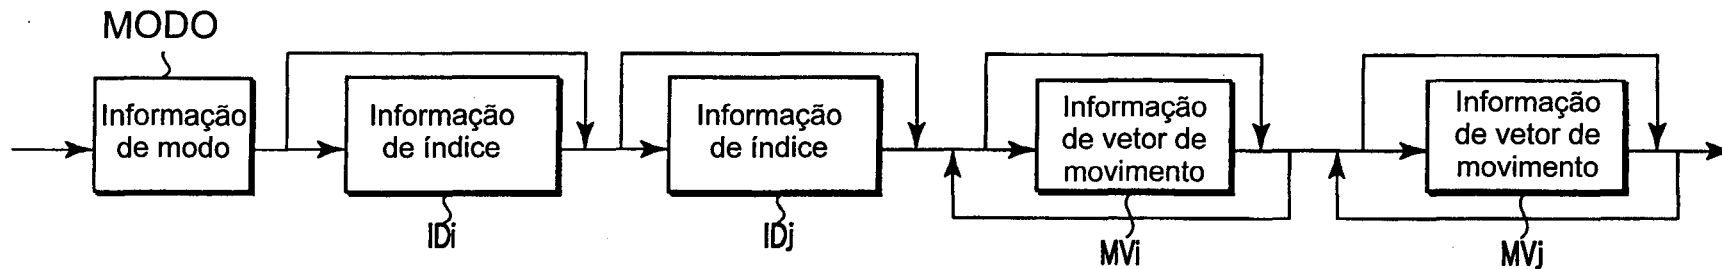 MODO
Informação
de modo
Informação
de índice
Informação
de índice
Informação
de vetor de
movimento
Informação
de vetor de
movimento
IDi
IDj
MVi
MVj